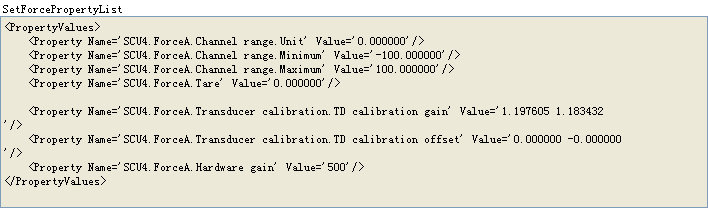 SetForcePropertyList
<PropertyValues>
<Property Name='SCU4.ForceA.Channel range.Unit' Value='0.000000'/>
<Property Name='SCU4.ForceA.Channel range.Minimum' Value='-100.000000'/>
<Property Name='SCU4.ForceA.Channel range.Maximum' Value='100.000000'/>
<Property Name='SCU4.ForceA.Tare' Value='0.000000'/>
<Property Name='SCU4.ForceA.Transducer calibration.TD calibration gain' Value='1.197605 1.183432
'/>
<Property Name='SCU4.ForceA.Transducer calibration.TD calibration offset' Value='0.000000 -0.000000
'/>
<Property Name='SCU4.ForceA.Hardware gain' Value='500'/>
</PropertyValues>